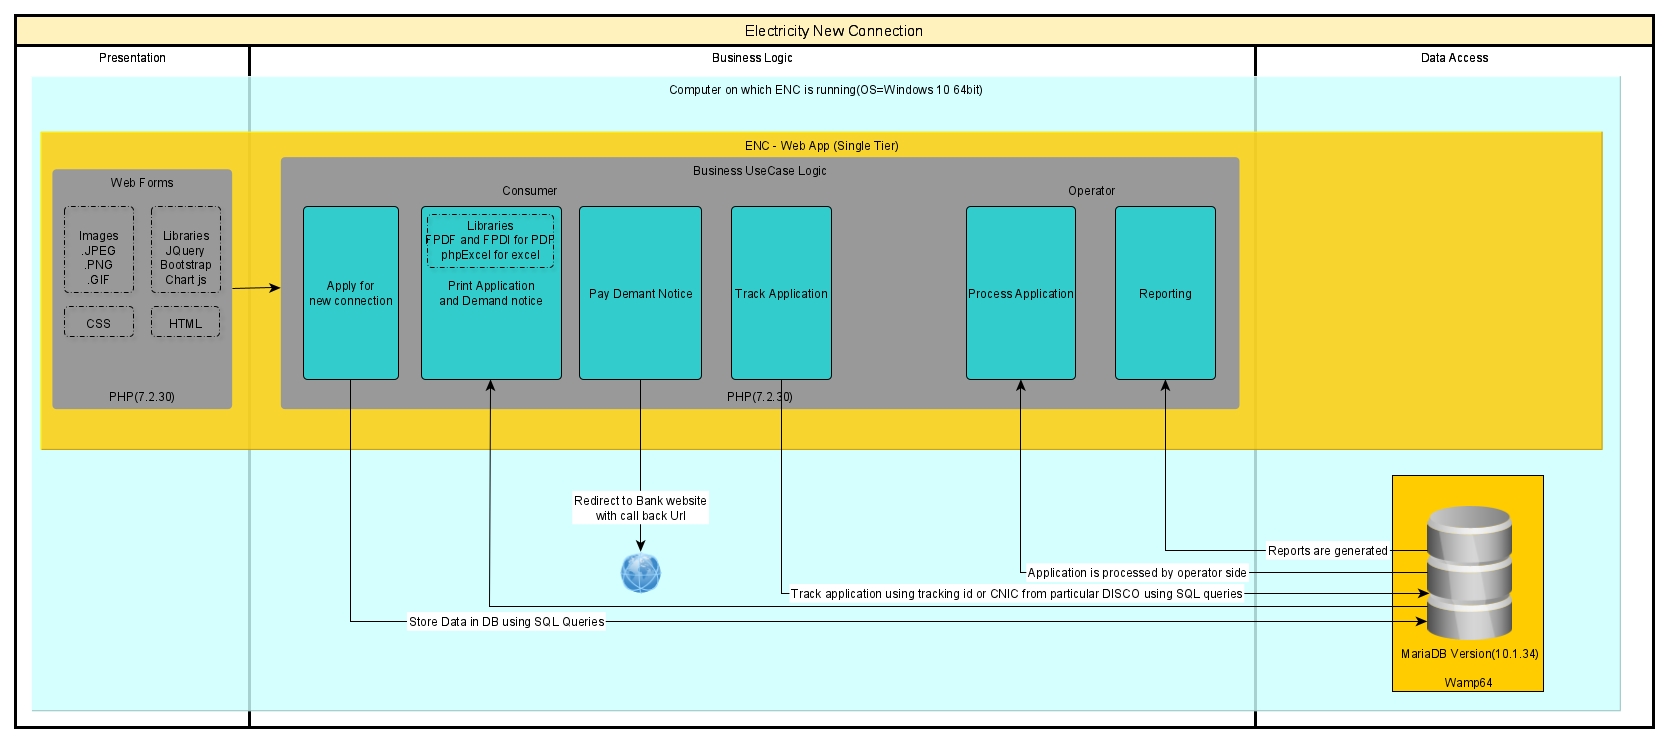 Electricity New Connection
Presentation
Business Logic
Data Access
Computer on which ENC is running(OS=Windows 10 64bit)
ENC - Web App (Single Tier)
Web Forms
Images
.JPEG
.PNG
.GIF
Libraries
JQuery
Bootstrap
Chart js
CSS
HTML
PHP(7.2.30)
Business UseCase Logic
Consumer
Operator
Apply for
new connection
Libraries
FPDF and FPDI for PDF
phpExcel for excel
Print Application
and Demand notice
Pay Demant Notice
Track Application
Process Application
Reporting
PHP(7.2.30)
Redirect to Bank website
with call back Url
Reports are generated
Application is processed by operator side
Track application using tracking id or CNIC from particular DISCO using SQL queries
Store Data in DB using SQL Queries
MariaDB Version(10.1.34)
Wamp64